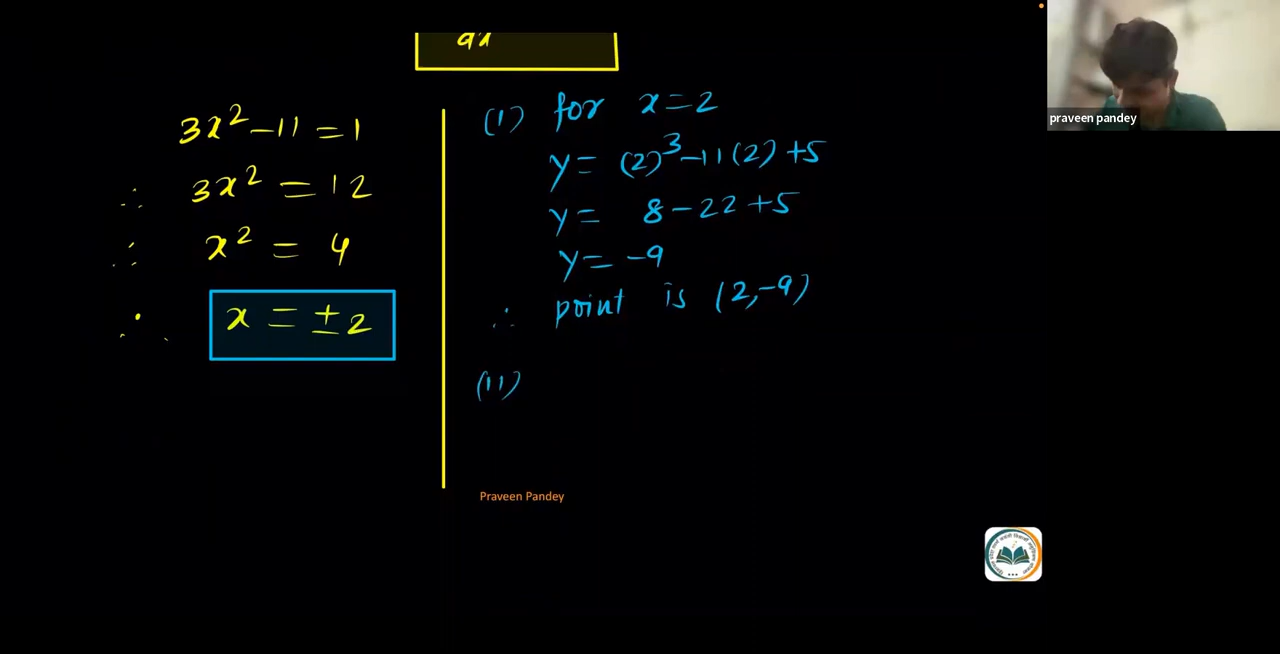 dx
3x² - 11 = 1
∴ 3x² = 12
∴ x² = 4
∴ x = ±2
(I) for x = 2
y = (2)³ - 11(2) + 5
y = 8 - 22 + 5
y = -9
∴ point is (2, -9)
(II)
Praveen Pandey
praveen pandey